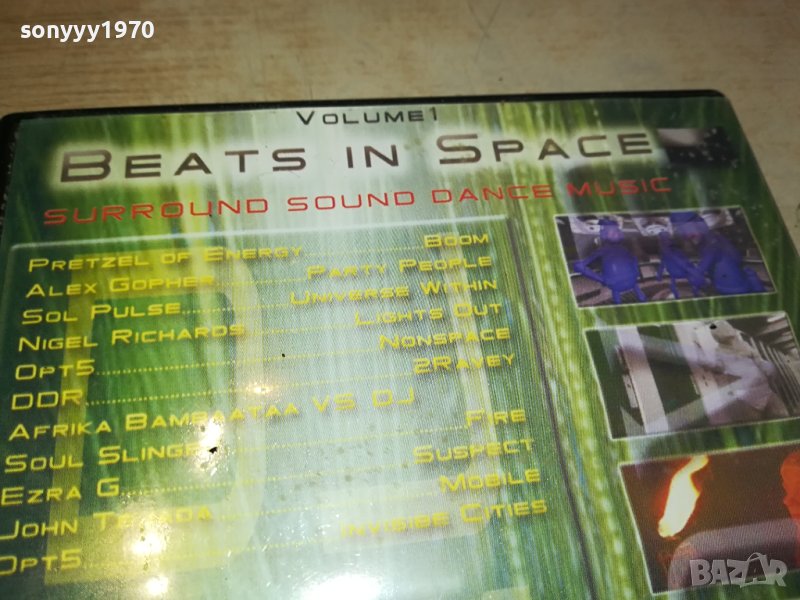 sonyyy1970
VOLUME1
BEATS IN SPACE
SURROUND SOUND DANCE MUSIC
PRETZEL OF ENERGY BOOM
ALEX GOPHER PARTY PEOPLE
SOL PULSE UNIVERSE WITHIN
NIGEL RICHARDS LIGHTS OUT
OPT5 NONSPACE
DDR 2RAVEY
AFRIKA BAMBAATAA VS DJ
SOUL SLINGER FIRE
EZRA G SUSPECT
JOHN TEJADA MOBILE
OPT5 INVISIBE CITIES
BAZAR